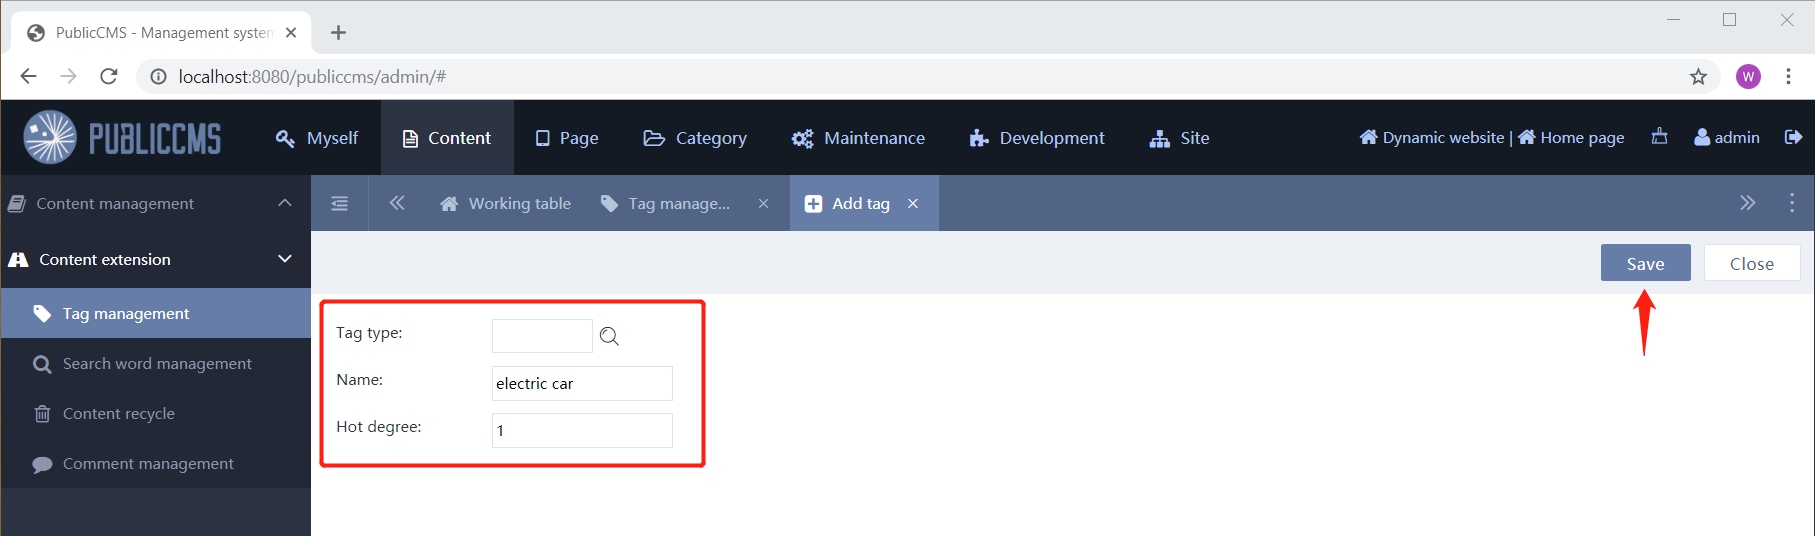 PublicCMS - Management system
localhost:8080/publiccms/admin/#
W
PUBLICCMS
Myself
Content
Page
Category
Maintenance
Development
Site
Dynamic website | Home page
admin
Content management
Working table
Tag manage...
Add tag
Content extension
Save
Close
Tag management
Search word management
Content recycle
Comment management
Tag type:
Name:
electric car
Hot degree:
1